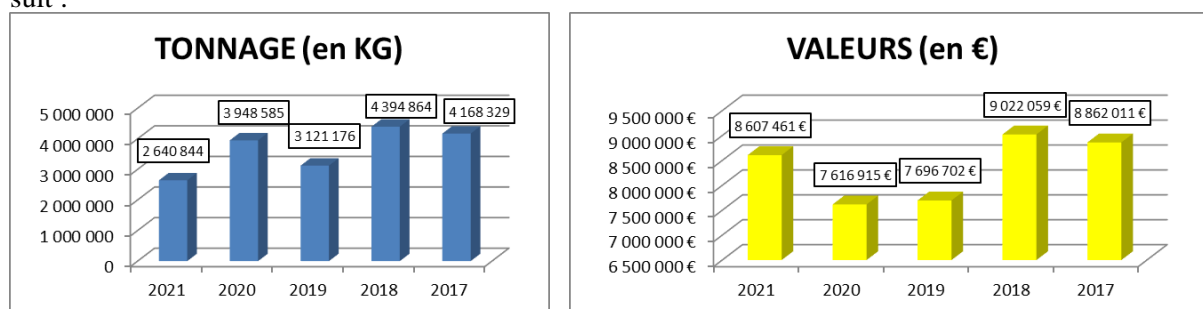 suit :
TONNAGE (en KG)
5 000 000
4 000 000
3 000 000
2 000 000
1 000 000
0
2 640 844
3 948 585
3 121 176
4 394 864
4 168 329
2021 2020 2019 2018 2017
VALEURS (en €)
9 500 000 €
9 000 000 €
8 500 000 €
8 000 000 €
7 500 000 €
7 000 000 €
6 500 000 €
8 607 461 €
7 616 915 €
7 696 702 €
9 022 059 €
8 862 011 €
2021 2020 2019 2018 2017